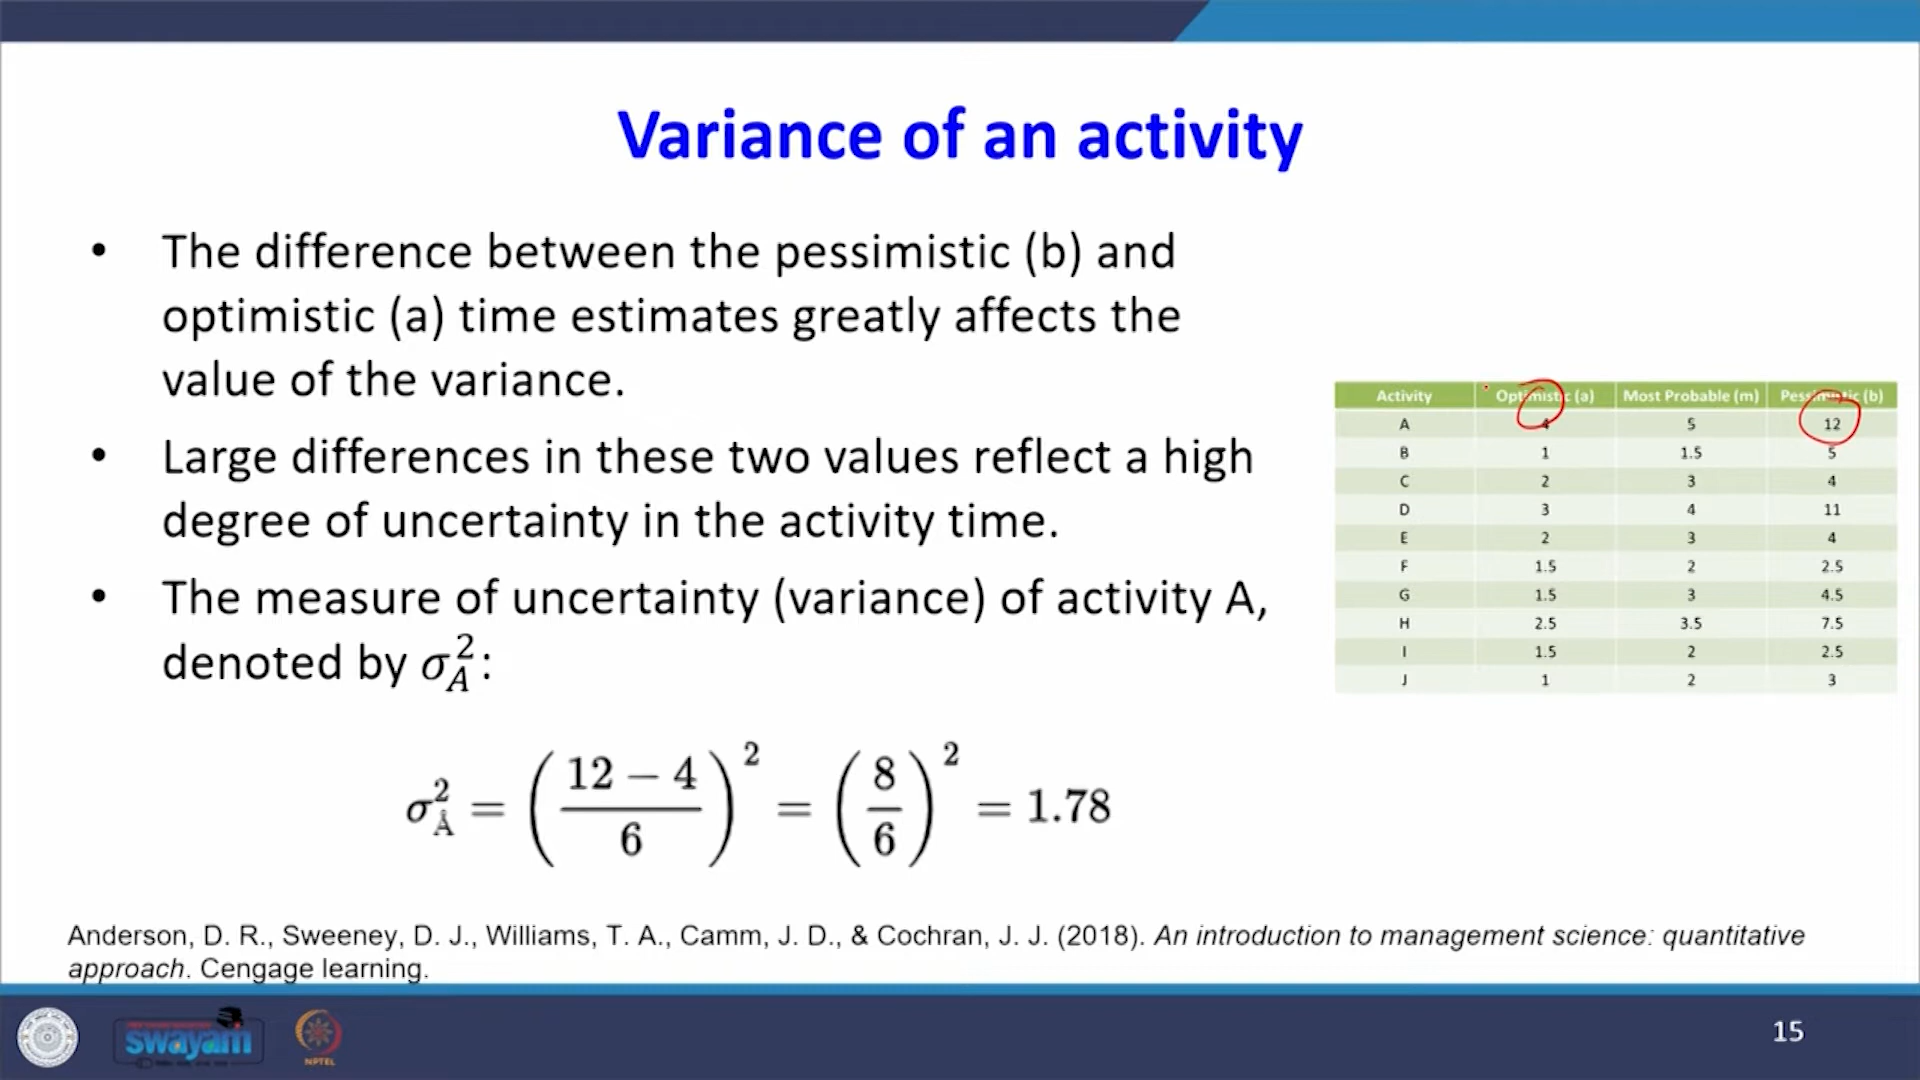 Variance of an activity
• The difference between the pessimistic (b) and
optimistic (a) time estimates greatly affects the
value of the variance.
• Large differences in these two values reflect a high
degree of uncertainty in the activity time.
• The measure of uncertainty (variance) of activity A,
denoted by σ²_A:
σ²_Å = ((12 − 4)/6)² = (8/6)² = 1.78
Activity Optimistic (a) Most Probable (m) Pessimistic (b)
A 4 5 12
B 1 1.5 5
C 2 3 4
D 3 4 11
E 2 3 4
F 1.5 2 2.5
G 1.5 3 4.5
H 2.5 3.5 7.5
I 1.5 2 2.5
J 1 2 3
Anderson, D. R., Sweeney, D. J., Williams, T. A., Camm, J. D., & Cochran, J. J. (2018). An introduction to management science: quantitative
approach. Cengage learning.
swayam
NPTEL
15